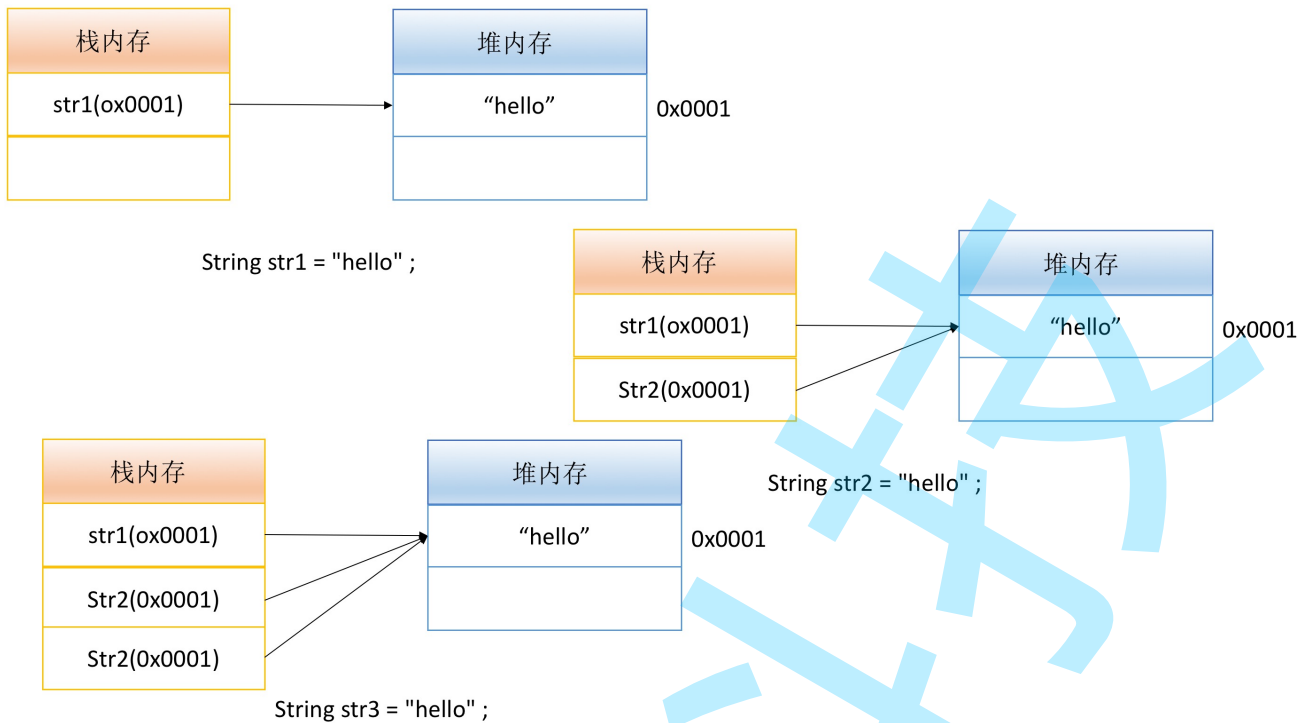 栈内存
堆内存
str1(ox0001)
“hello”
0x0001
String str1 = "hello" ;
栈内存
堆内存
str1(ox0001)
“hello”
0x0001
Str2(0x0001)
String str2 = "hello" ;
栈内存
堆内存
str1(ox0001)
“hello”
0x0001
Str2(0x0001)
Str2(0x0001)
String str3 = "hello" ;